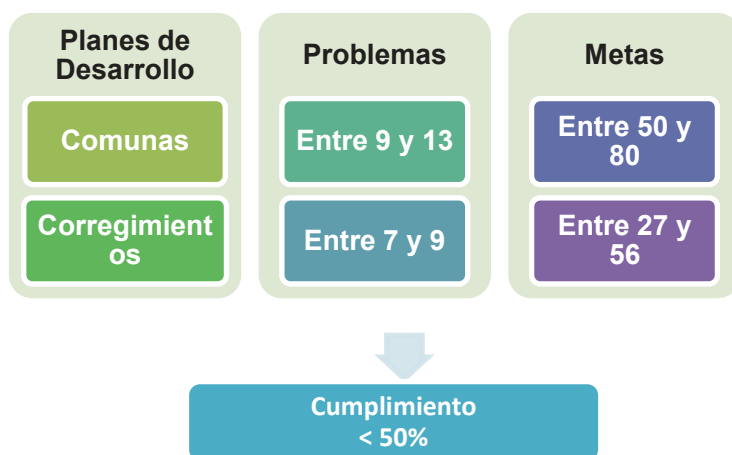 Planes de
Desarrollo
Comunas
Corregimient
os
Problemas
Entre 9 y 13
Entre 7 y 9
Metas
Entre 50 y
80
Entre 27 y
56
Cumplimiento
< 50%